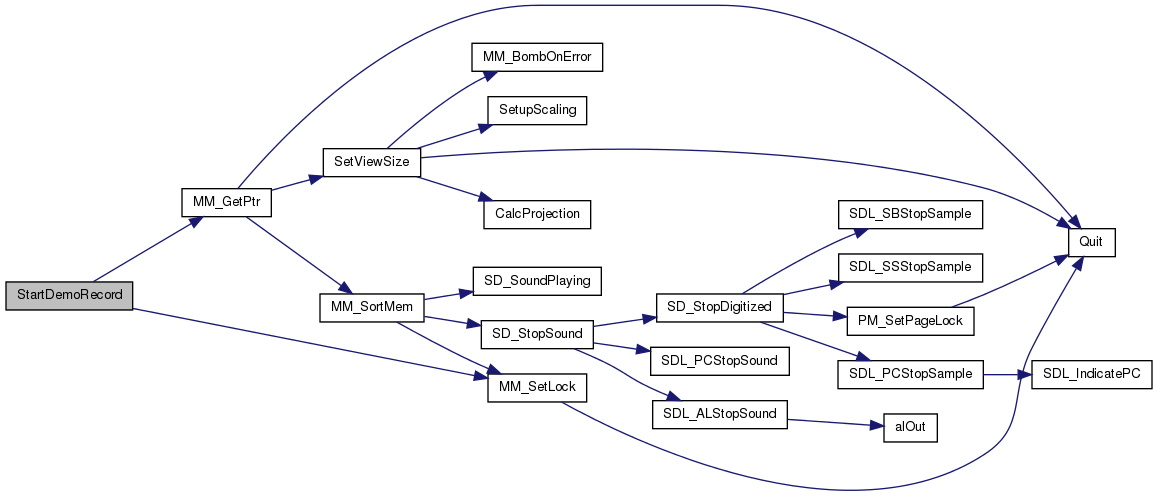 StartDemoRecord
MM_GetPtr
SetViewSize
MM_BombOnError
SetupScaling
CalcProjection
MM_SortMem
SD_SoundPlaying
SD_StopSound
MM_SetLock
SD_StopDigitized
SDL_PCStopSound
SDL_ALStopSound
SDL_SBStopSample
SDL_SSStopSample
PM_SetPageLock
SDL_PCStopSample
alOut
Quit
SDL_IndicatePC